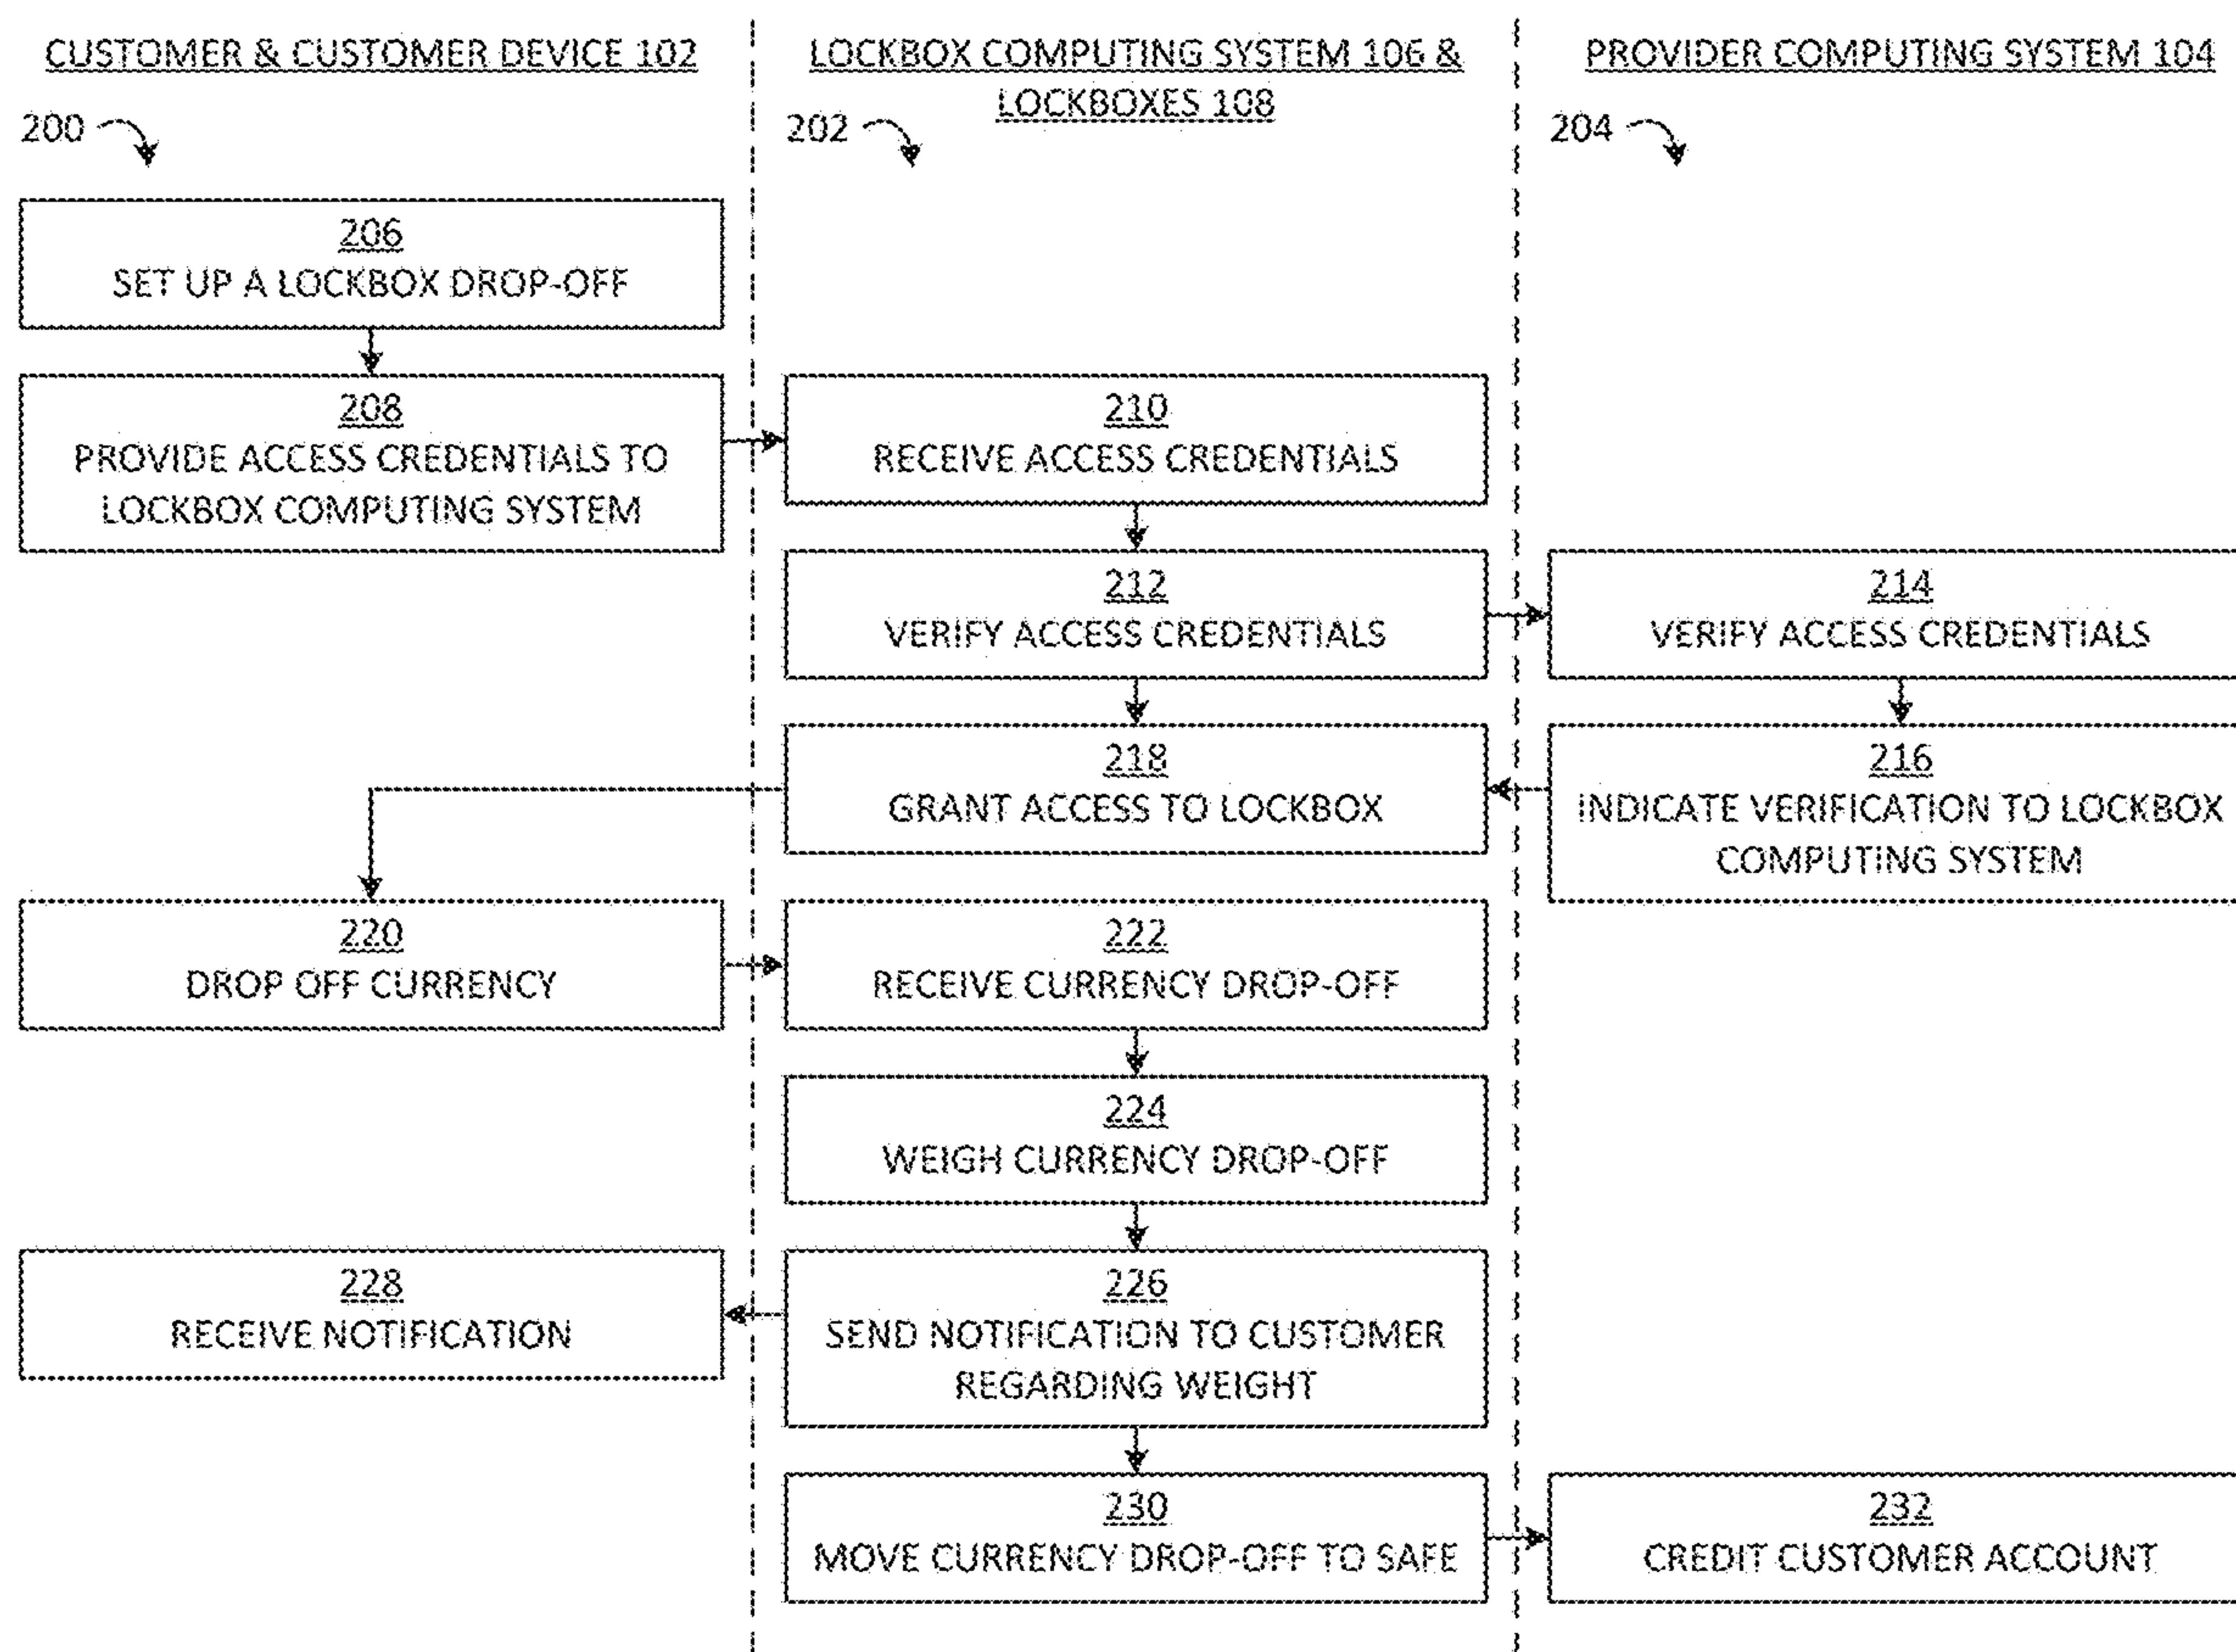 CUSTOMER & CUSTOMER DEVICE 102
LOCKBOX COMPUTING SYSTEM 106 &
LOCKBOXES 108
PROVIDER COMPUTING SYSTEM 104
200
202
204
206
SET UP A LOCKBOX DROP-OFF
208
PROVIDE ACCESS CREDENTIALS TO
LOCKBOX COMPUTING SYSTEM
210
RECEIVE ACCESS CREDENTIALS
212
VERIFY ACCESS CREDENTIALS
214
VERIFY ACCESS CREDENTIALS
218
GRANT ACCESS TO LOCKBOX
216
INDICATE VERIFICATION TO LOCKBOX
COMPUTING SYSTEM
220
DROP OFF CURRENCY
222
RECEIVE CURRENCY DROP-OFF
224
WEIGH CURRENCY DROP-OFF
228
RECEIVE NOTIFICATION
226
SEND NOTIFICATION TO CUSTOMER
REGARDING WEIGHT
230
MOVE CURRENCY DROP-OFF TO SAFE
232
CREDIT CUSTOMER ACCOUNT